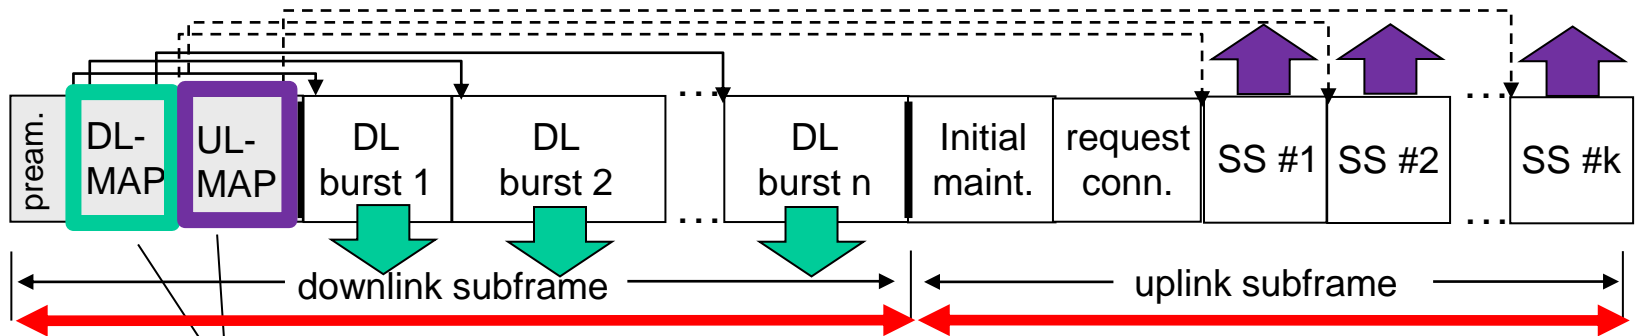 pream.
DL-
MAP
UL-
MAP
DL
burst 1
DL
burst 2
...
...
DL
burst n
Initial
maint.
request
conn.
SS #1
SS #2
...
...
SS #k
downlink subframe
uplink subframe